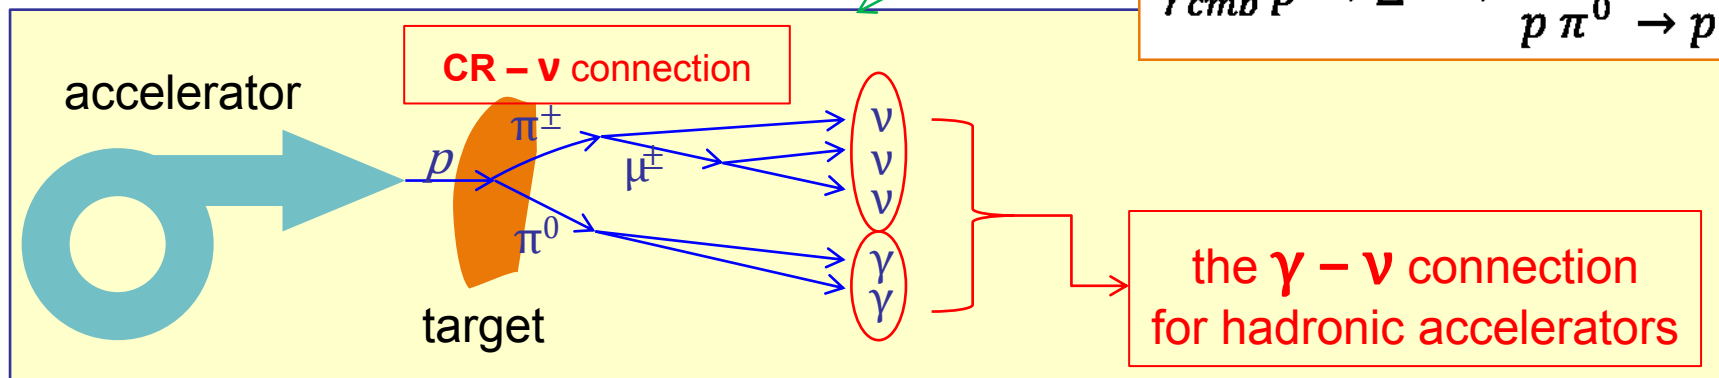 p π⁰ → p
CR – ν connection
accelerator
π±
p
μ±
π⁰
target
ν
ν
ν
γ
γ
the γ – ν connection
for hadronic accelerators